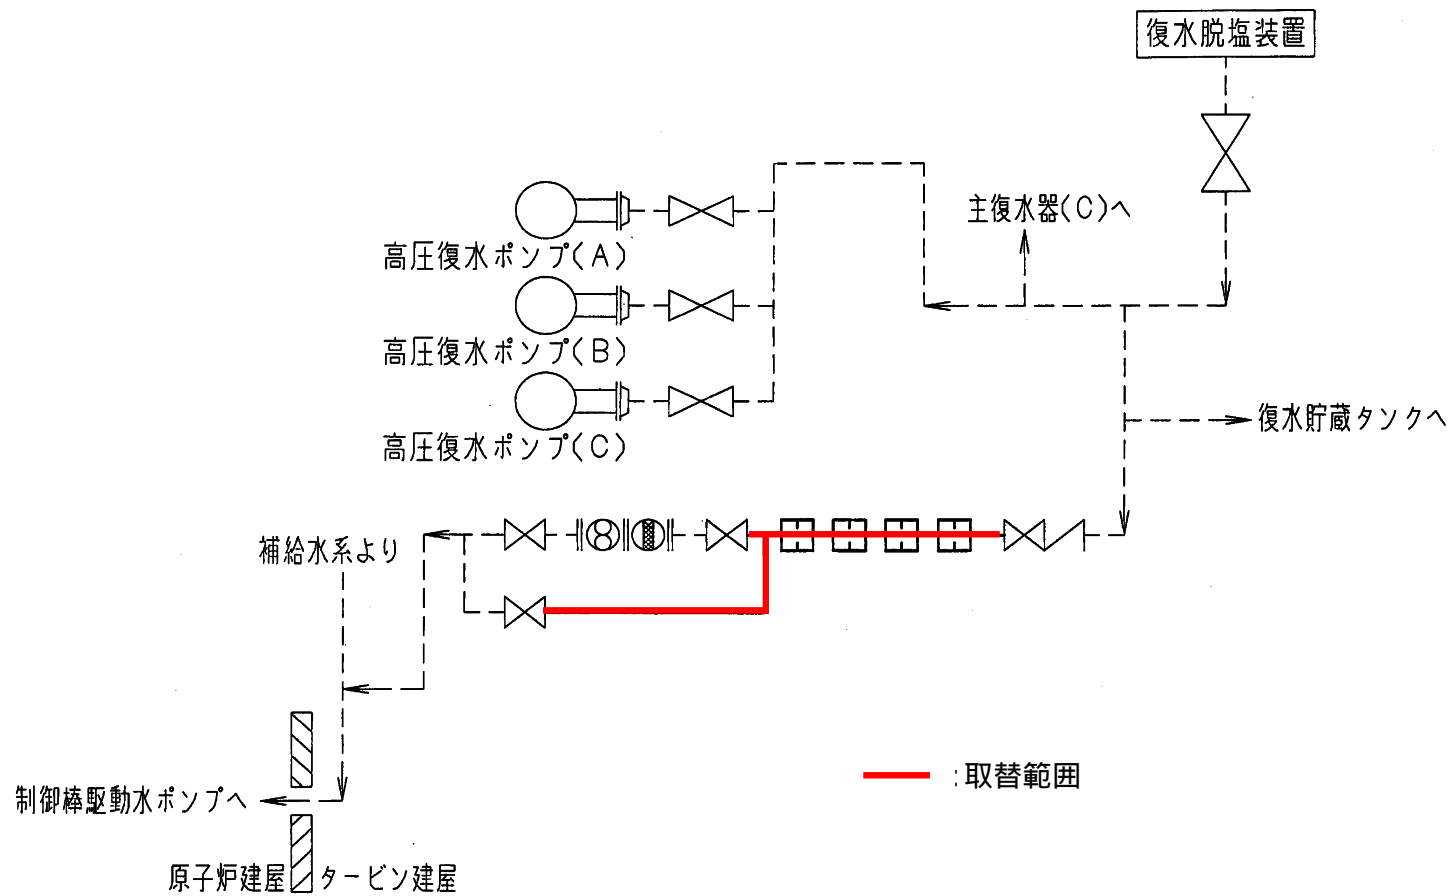 復水脱塩装置
主復水器(C)へ
高圧復水ポンプ(A)
高圧復水ポンプ(B)
高圧復水ポンプ(C)
復水貯蔵タンクへ
補給水系より
:取替範囲
制御棒駆動水ポンプへ
原子炉建屋 タービン建屋